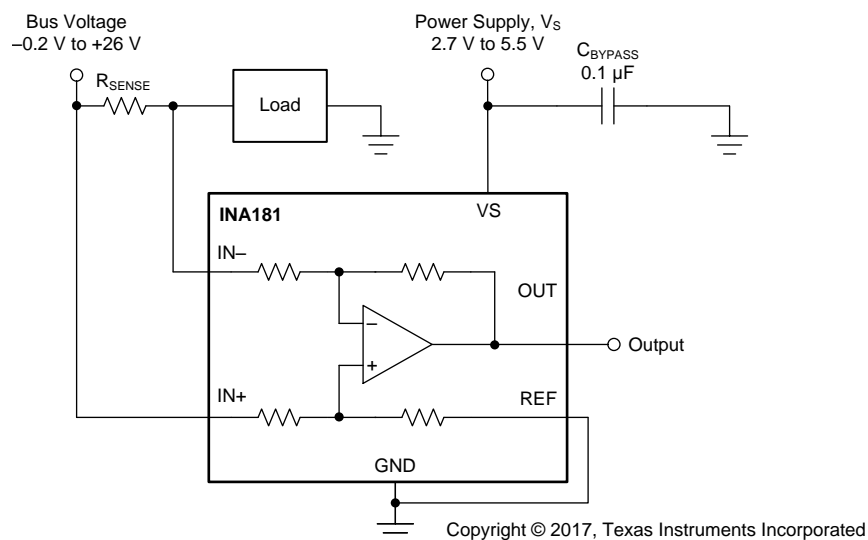 Bus Voltage
–0.2 V to +26 V
Power Supply, VS
2.7 V to 5.5 V
CBYPASS
0.1 µF
RSENSE
Load
INA181
VS
IN–
OUT
–
Output
+
IN+
REF
GND
Copyright © 2017, Texas Instruments Incorporated